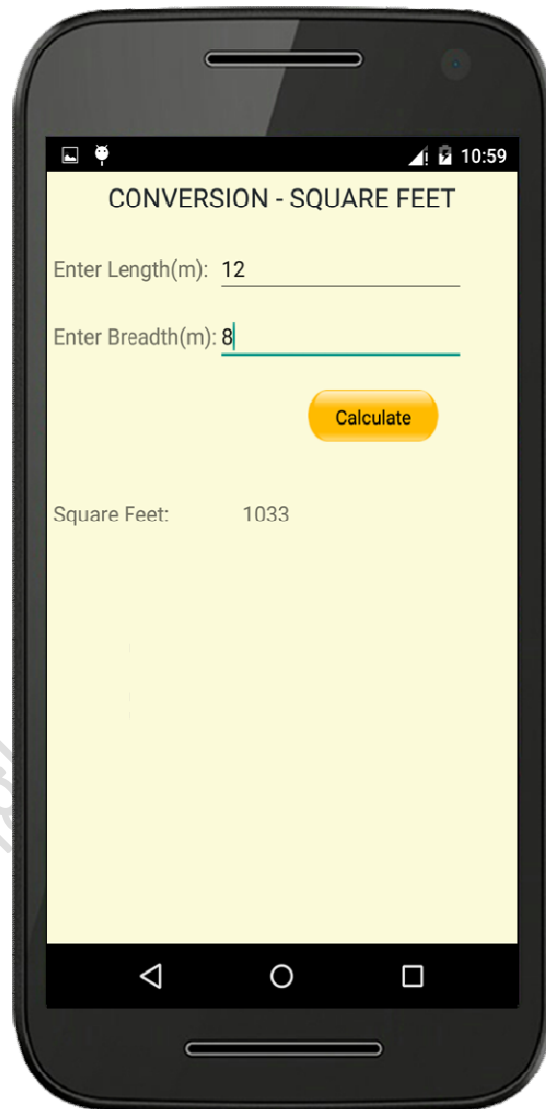 10:59
CONVERSION - SQUARE FEET
Enter Length(m): 12
Enter Breadth(m): 8
Calculate
Square Feet: 1033